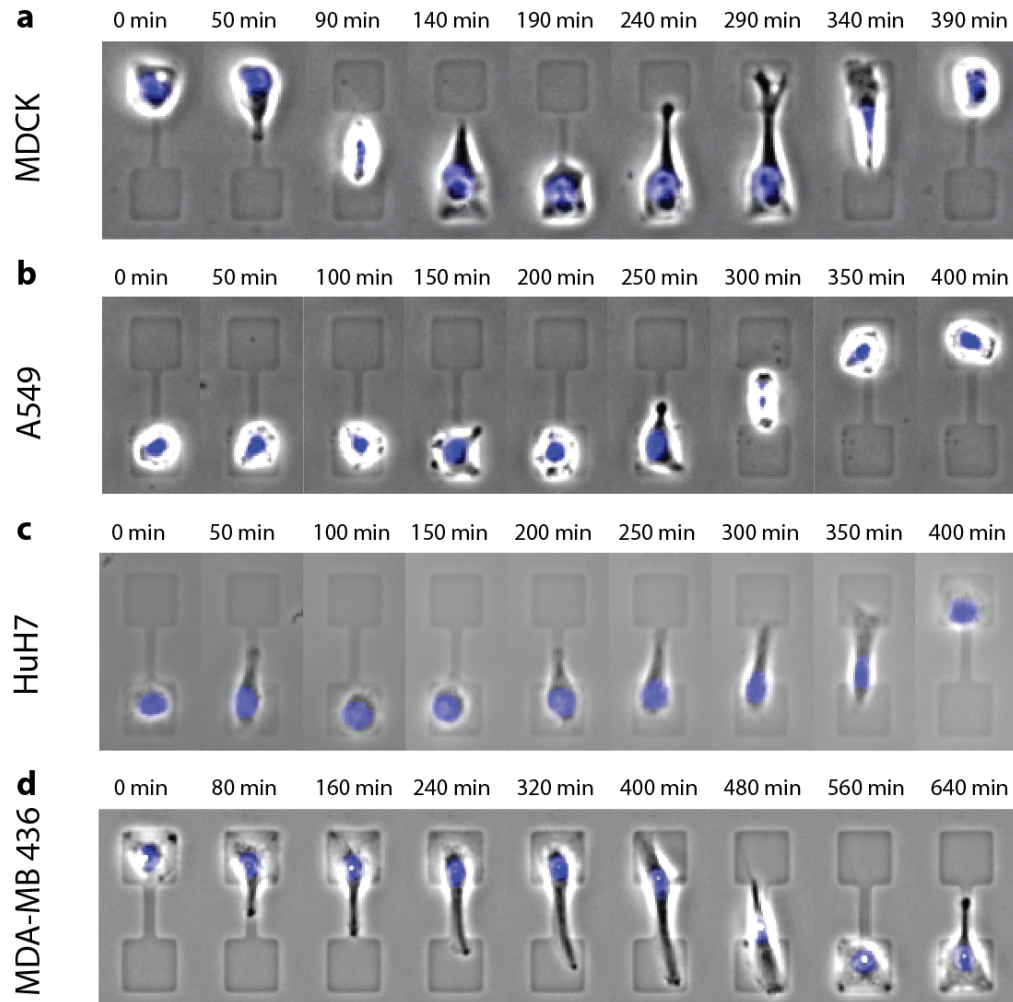 a
MDCK
0 min 50 min 90 min 140 min 190 min 240 min 290 min 340 min 390 min
b
A549
0 min 50 min 100 min 150 min 200 min 250 min 300 min 350 min 400 min
c
HuH7
0 min 50 min 100 min 150 min 200 min 250 min 300 min 350 min 400 min
d
MDA-MB 436
0 min 80 min 160 min 240 min 320 min 400 min 480 min 560 min 640 min